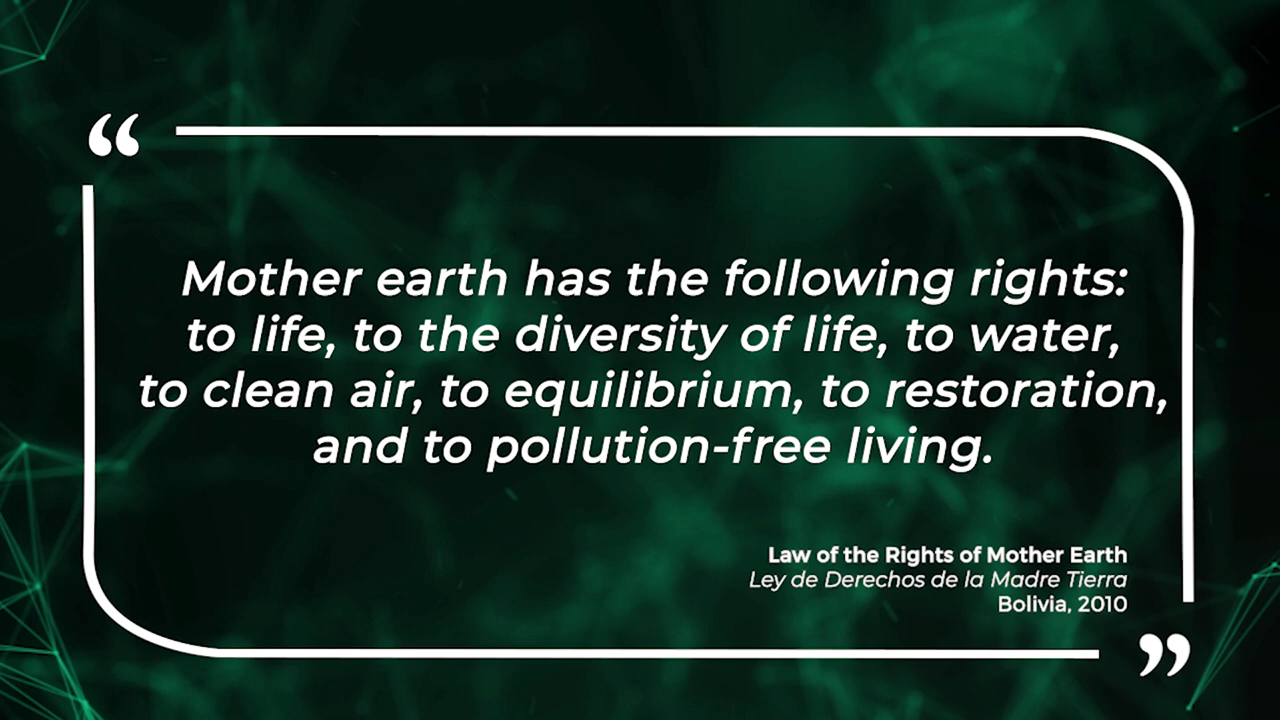 “
Mother earth has the following rights:
to life, to the diversity of life, to water,
to clean air, to equilibrium, to restoration,
and to pollution-free living.
Law of the Rights of Mother Earth
Ley de Derechos de la Madre Tierra
Bolivia, 2010
”